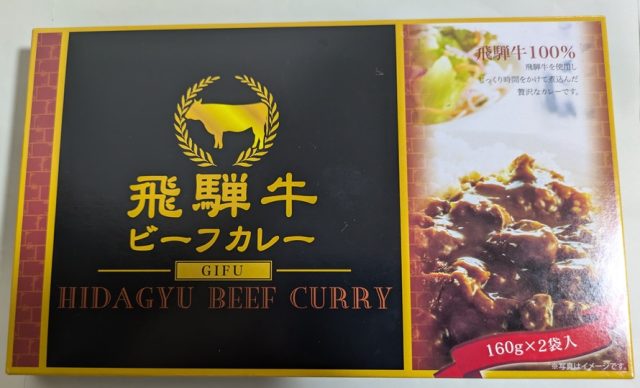 飛騨牛
ビーフカレー
GIFU
HIDAGYU BEEF CURRY
飛騨牛100%
飛騨牛を使用し
じっくり時間をかけて煮込んだ
贅沢なカレーです。
160g×2袋入
※写真はイメージです。